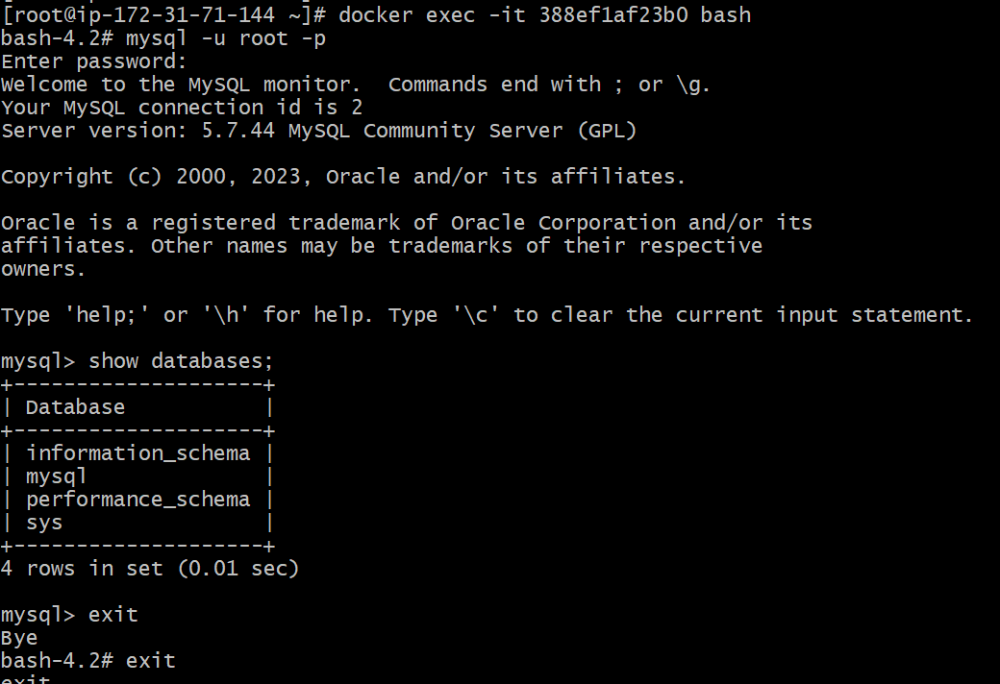 [root@ip-172-31-71-144 ~]# docker exec -it 388ef1af23b0 bash
bash-4.2# mysql -u root -p
Enter password:
Welcome to the MySQL monitor.  Commands end with ; or \g.
Your MySQL connection id is 2
Server version: 5.7.44 MySQL Community Server (GPL)

Copyright (c) 2000, 2023, Oracle and/or its affiliates.

Oracle is a registered trademark of Oracle Corporation and/or its
affiliates. Other names may be trademarks of their respective
owners.

Type 'help;' or '\h' for help. Type '\c' to clear the current input statement.

mysql> show databases;
+--------------------+
| Database           |
+--------------------+
| information_schema |
| mysql              |
| performance_schema |
| sys                |
+--------------------+
4 rows in set (0.01 sec)

mysql> exit
Bye
bash-4.2# exit
exit